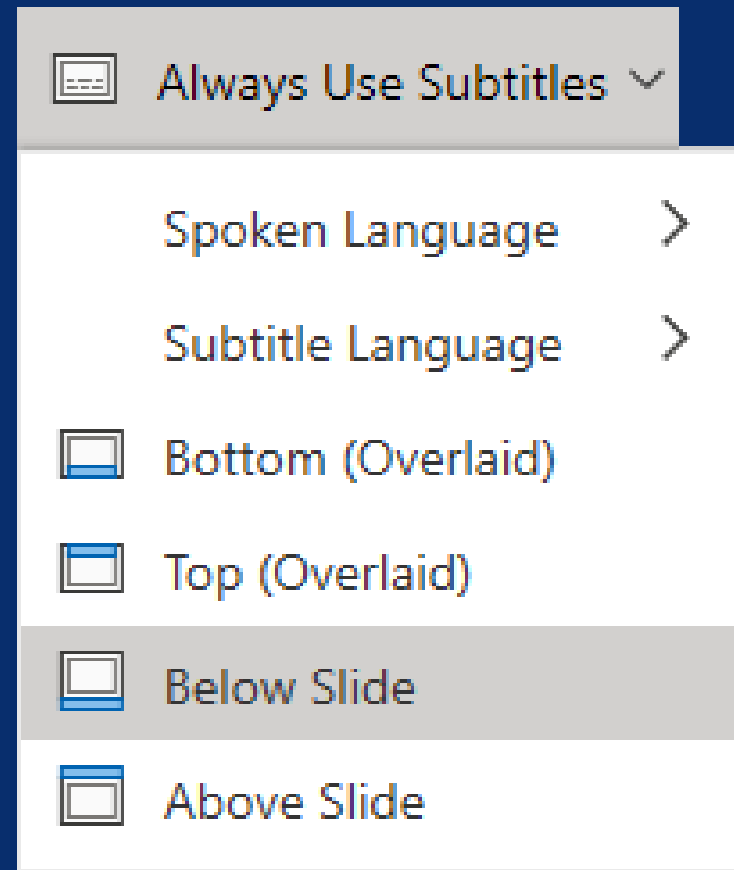 Always Use Subtitles
Spoken Language
Subtitle Language
Bottom (Overlaid)
Top (Overlaid)
Below Slide
Above Slide